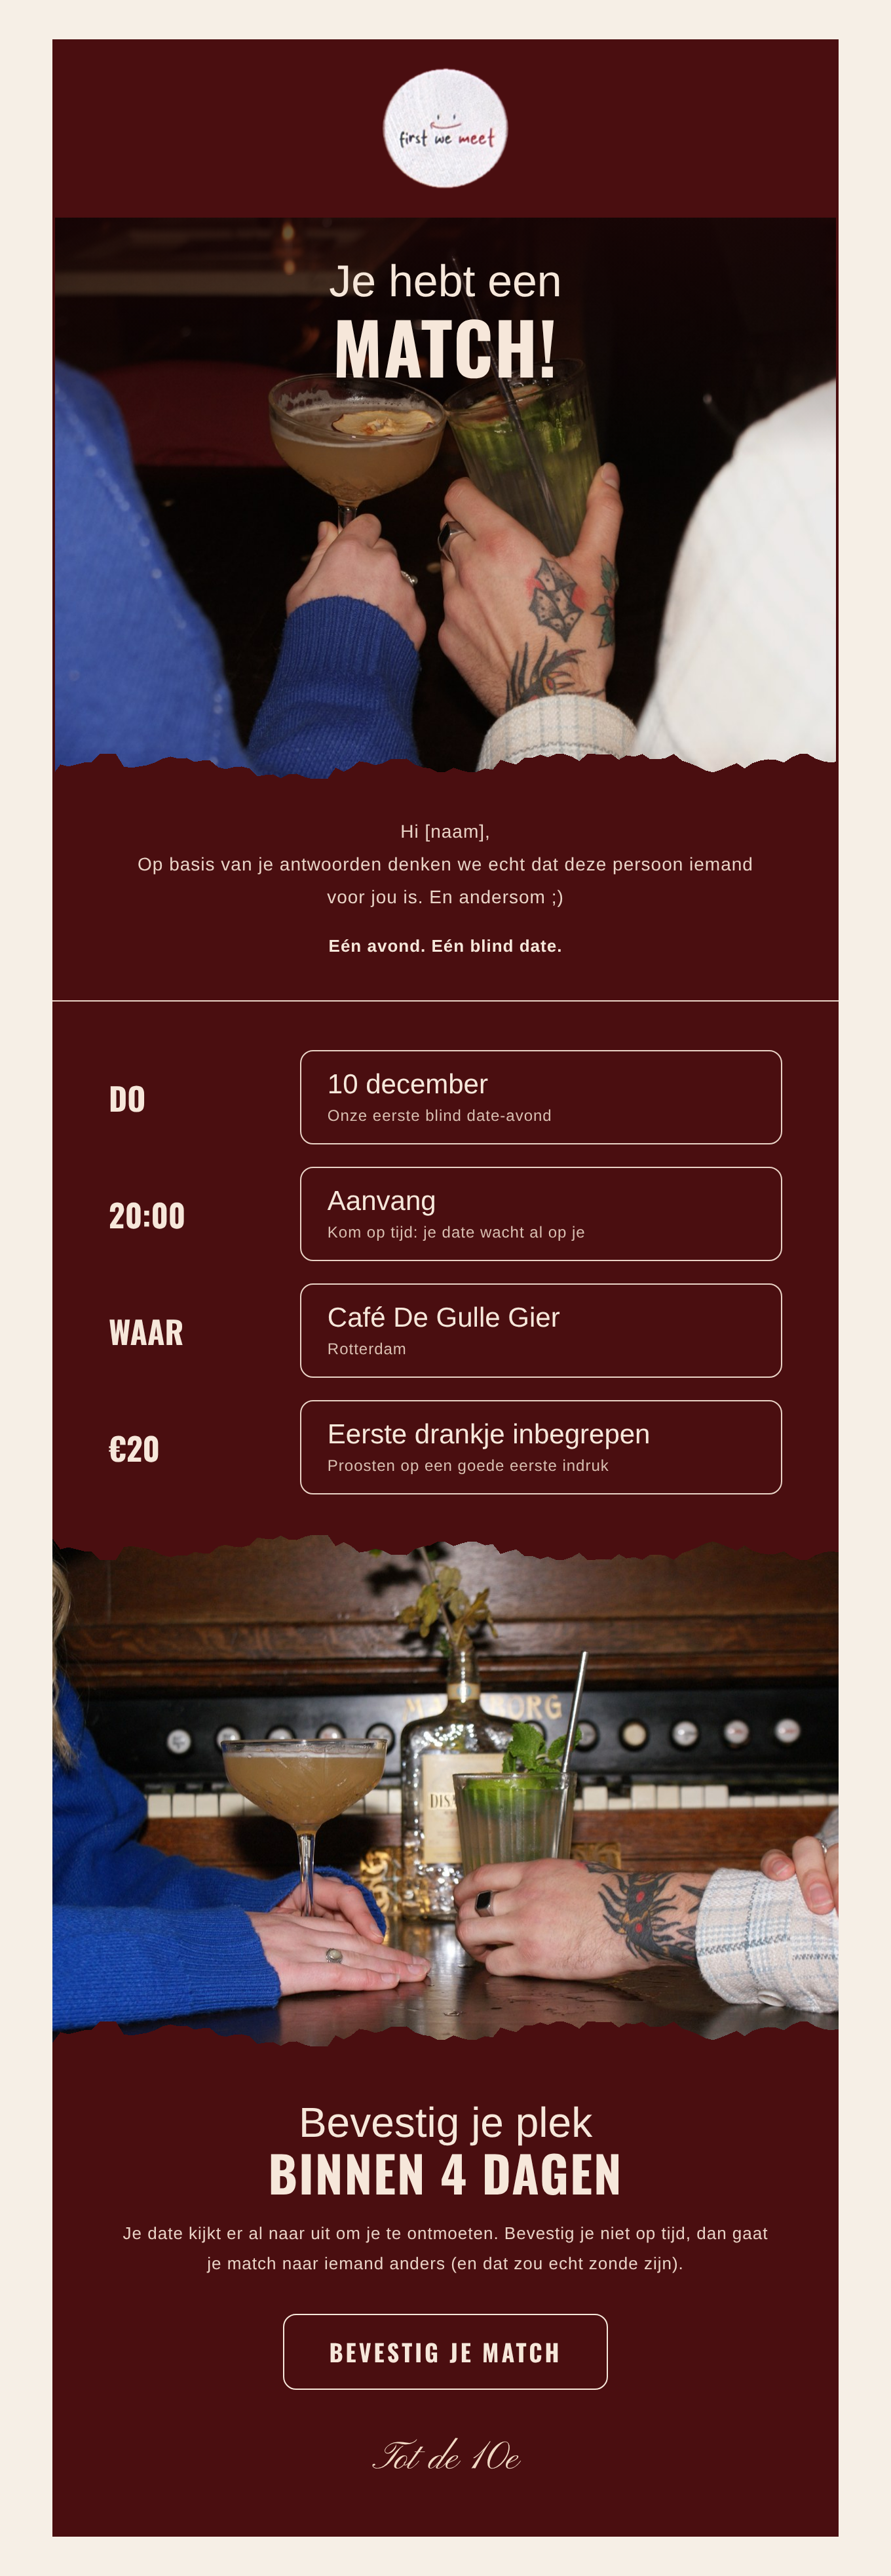 first we meet
Je hebt een
MATCH!
Hi [naam],
Op basis van je antwoorden denken we echt dat deze persoon iemand
voor jou is. En andersom ;)
Eén avond. Eén blind date.
DO
10 december
Onze eerste blind date-avond
20:00
Aanvang
Kom op tijd: je date wacht al op je
WAAR
Café De Gulle Gier
Rotterdam
€20
Eerste drankje inbegrepen
Proosten op een goede eerste indruk
Bevestig je plek
BINNEN 4 DAGEN
Je date kijkt er al naar uit om je te ontmoeten. Bevestig je niet op tijd, dan gaat
je match naar iemand anders (en dat zou echt zonde zijn).
BEVESTIG JE MATCH
Tot de 10e